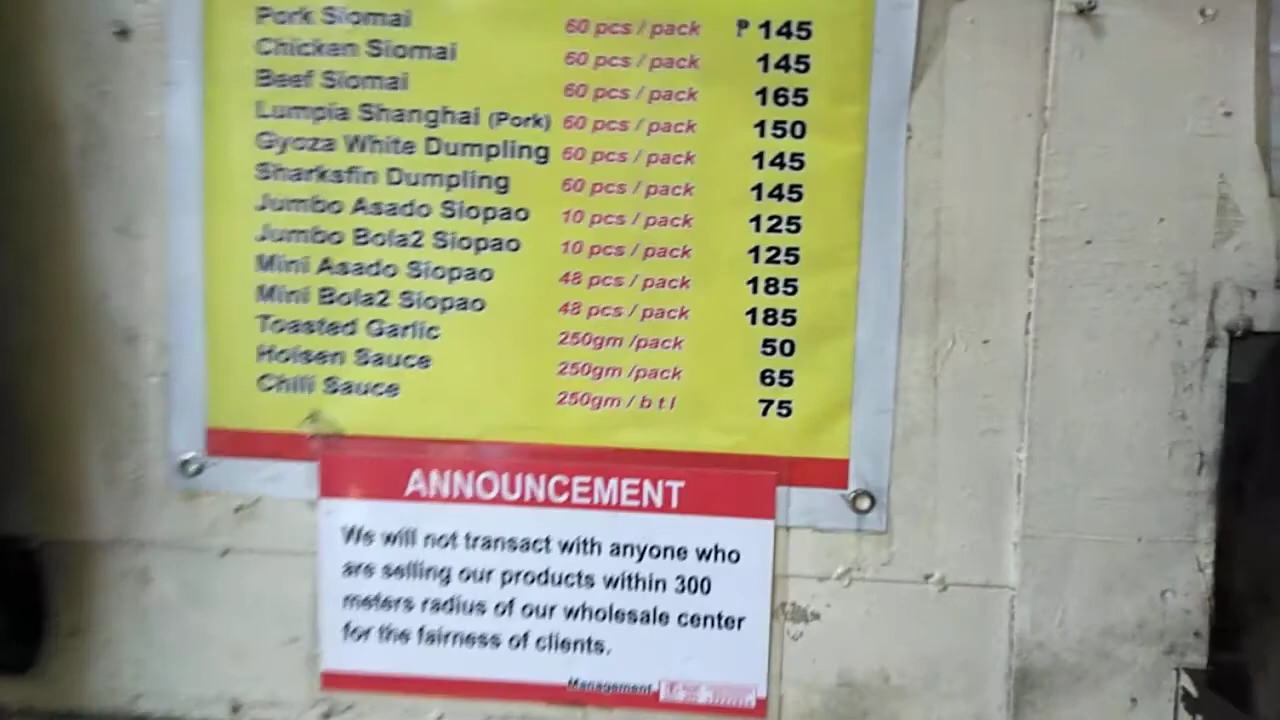 Pork Siomai 60 pcs / pack ₱ 145
Chicken Siomai 60 pcs / pack 145
Beef Siomai 60 pcs / pack 165
Lumpia Shanghai (Pork) 60 pcs / pack 150
Gyoza White Dumpling 60 pcs / pack 145
Sharksfin Dumpling 60 pcs / pack 145
Jumbo Asado Siopao 10 pcs / pack 125
Jumbo Bola2 Siopao 10 pcs / pack 125
Mini Asado Siopao 48 pcs / pack 185
Mini Bola2 Siopao 48 pcs / pack 185
Toasted Garlic 250gm /pack 50
Hoisen Sauce 250gm /pack 65
Chili Sauce 250gm / b t l 75
ANNOUNCEMENT
We will not transact with anyone who
are selling our products within 300
meters radius of our wholesale center
for the fairness of clients.
Management